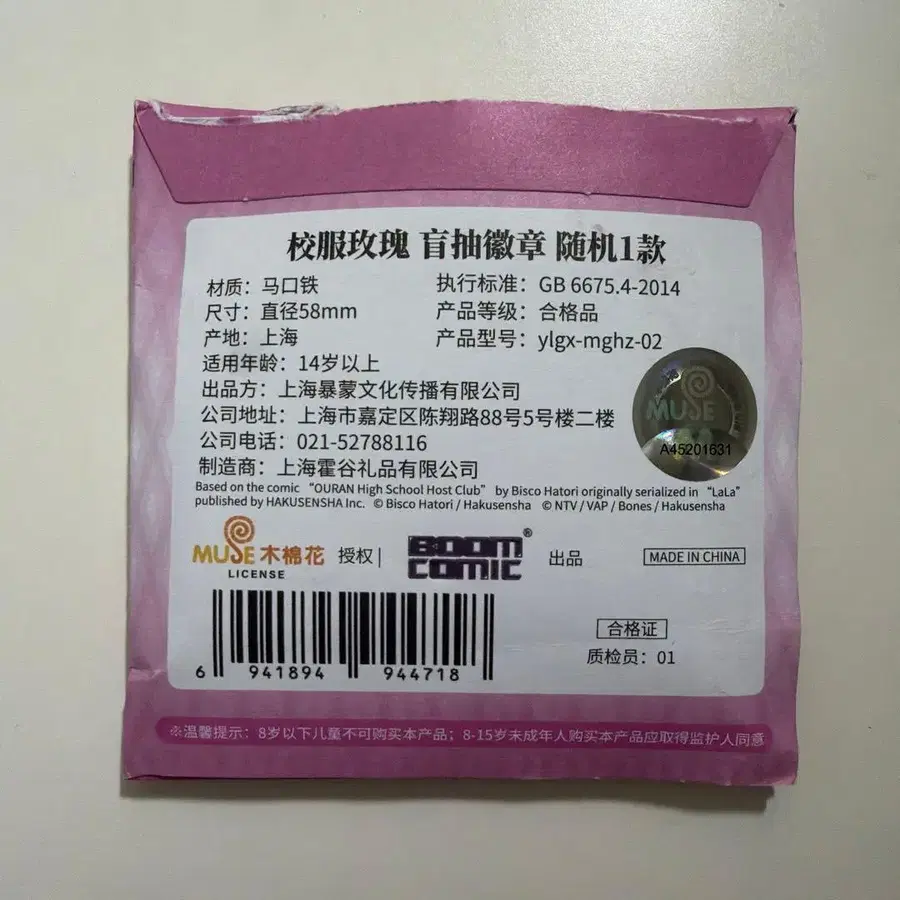 校服玫瑰 盲抽徽章 随机1款
材质：马口铁
执行标准：GB 6675.4-2014
尺寸：直径58mm
产品等级：合格品
产地：上海
产品型号：ylgx-mghz-02
适用年龄：14岁以上
出品方：上海暴蒙文化传播有限公司
公司地址：上海市嘉定区陈翔路88号5号楼二楼
公司电话：021-52788116
制造商：上海霍谷礼品有限公司
MUSE
A45201631
Based on the comic “OURAN High School Host Club” by Bisco Hatori originally serialized in “LaLa”
published by HAKUSENSHA Inc. © Bisco Hatori / Hakusensha © NTV / VAP / Bones / Hakusensha
MUSE 木棉花 授权 | BOOM COMIC® 出品
LICENSE
MADE IN CHINA
合格证
质检员：01
6 941894 944718
※温馨提示：8岁以下儿童不可购买本产品；8-15岁未成年人购买本产品应取得监护人同意